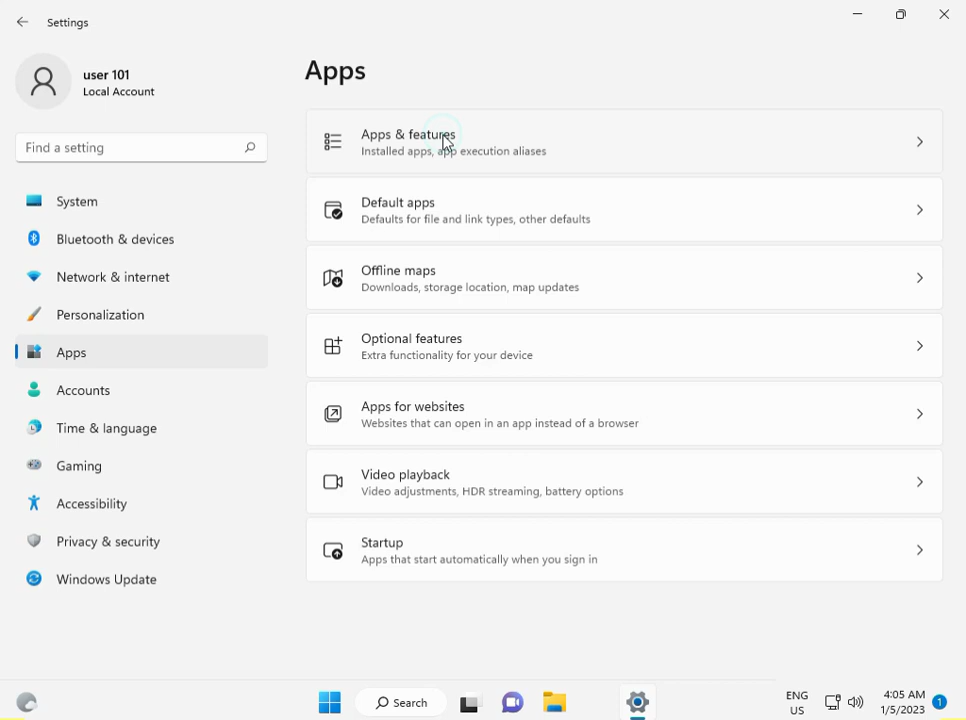 Settings
user 101
Local Account
Find a setting
System
Bluetooth & devices
Network & internet
Personalization
Apps
Accounts
Time & language
Gaming
Accessibility
Privacy & security
Windows Update
Apps
Apps & features
Installed apps, app execution aliases
Default apps
Defaults for file and link types, other defaults
Offline maps
Downloads, storage location, map updates
Optional features
Extra functionality for your device
Apps for websites
Websites that can open in an app instead of a browser
Video playback
Video adjustments, HDR streaming, battery options
Startup
Apps that start automatically when you sign in
Search
ENG
US
4:05 AM
1/5/2023
1